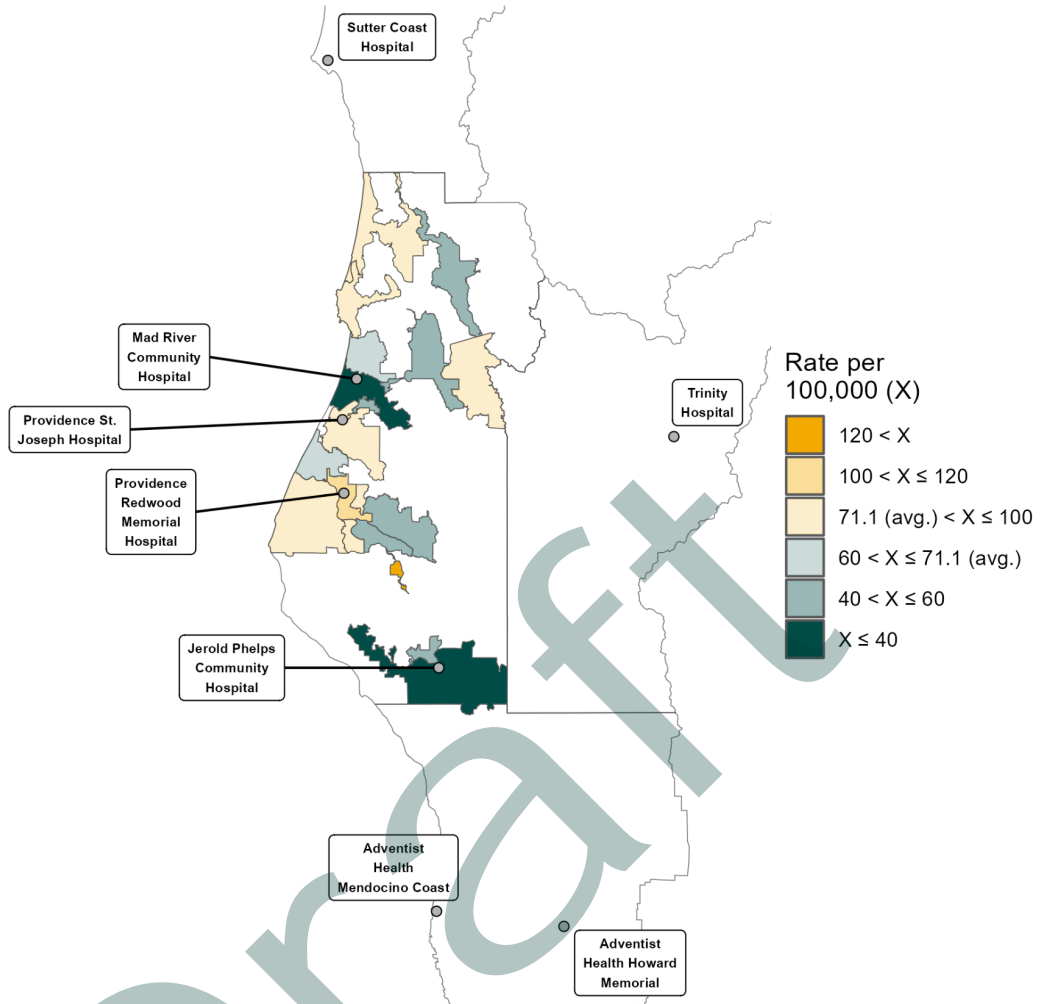 Sutter Coast
Hospital
Mad River
Community
Hospital
Providence St.
Joseph Hospital
Providence
Redwood
Memorial
Hospital
Jerold Phelps
Community
Hospital
Trinity
Hospital
Rate per
100,000 (X)
120 < X
100 < X ≤ 120
71.1 (avg.) < X ≤ 100
60 < X ≤ 71.1 (avg.)
40 < X ≤ 60
X ≤ 40
Adventist
Health
Mendocino Coast
Adventist
Health Howard
Memorial
raft